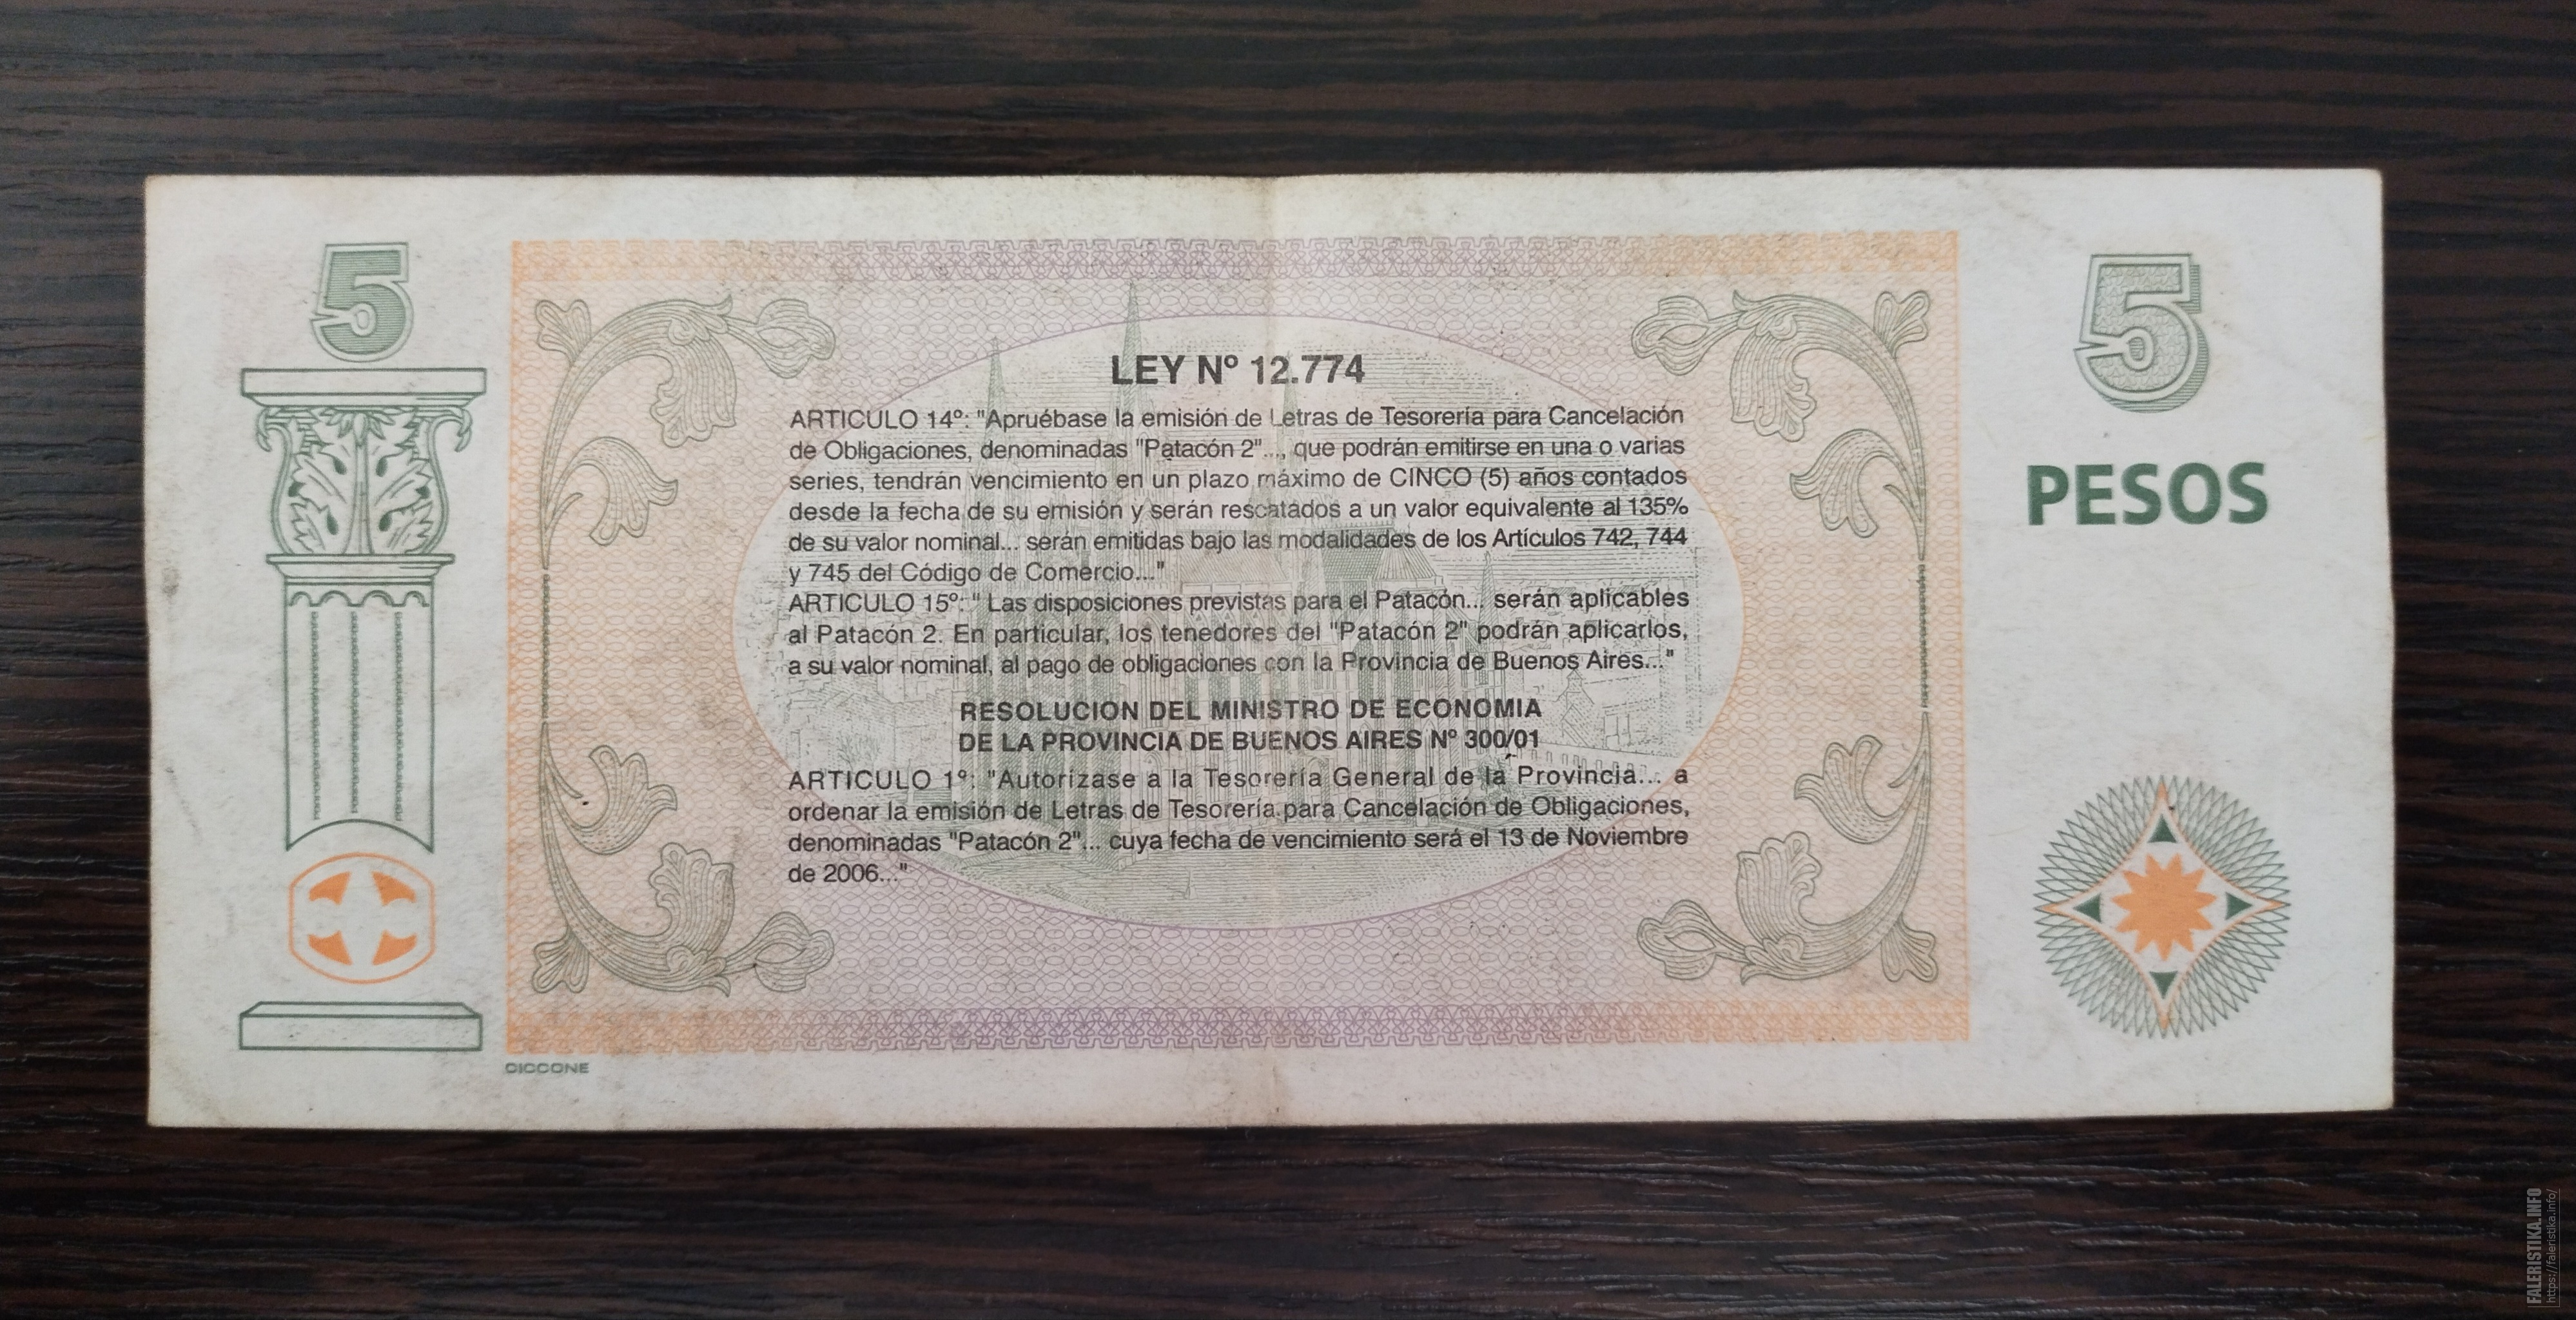 5
5
PESOS
LEY Nº 12.774
ARTICULO 14º: "Apruébase la emisión de Letras de Tesorería para Cancelación
de Obligaciones, denominadas "Patacón 2"..., que podrán emitirse en una o varias
series, tendrán vencimiento en un plazo máximo de CINCO (5) años contados
desde la fecha de su emisión y serán rescatados a un valor equivalente al 135%
de su valor nominal... serán emitidas bajo las modalidades de los Artículos 742, 744
y 745 del Código de Comercio..."
ARTICULO 15º: " Las disposiciones previstas para el Patacón... serán aplicables
al Patacón 2. En particular, los tenedores del "Patacón 2" podrán aplicarlos,
a su valor nominal, al pago de obligaciones con la Provincia de Buenos Aires..."
RESOLUCION DEL MINISTRO DE ECONOMIA
DE LA PROVINCIA DE BUENOS AIRES Nº 300/01
ARTICULO 1º: "Autorízase a la Tesorería General de la Provincia... a
ordenar la emisión de Letras de Tesorería para Cancelación de Obligaciones,
denominadas "Patacón 2"... cuya fecha de vencimiento será el 13 de Noviembre
de 2006..."
CICCONE
FALERISTIKA.INFO
https://faleristika.info/